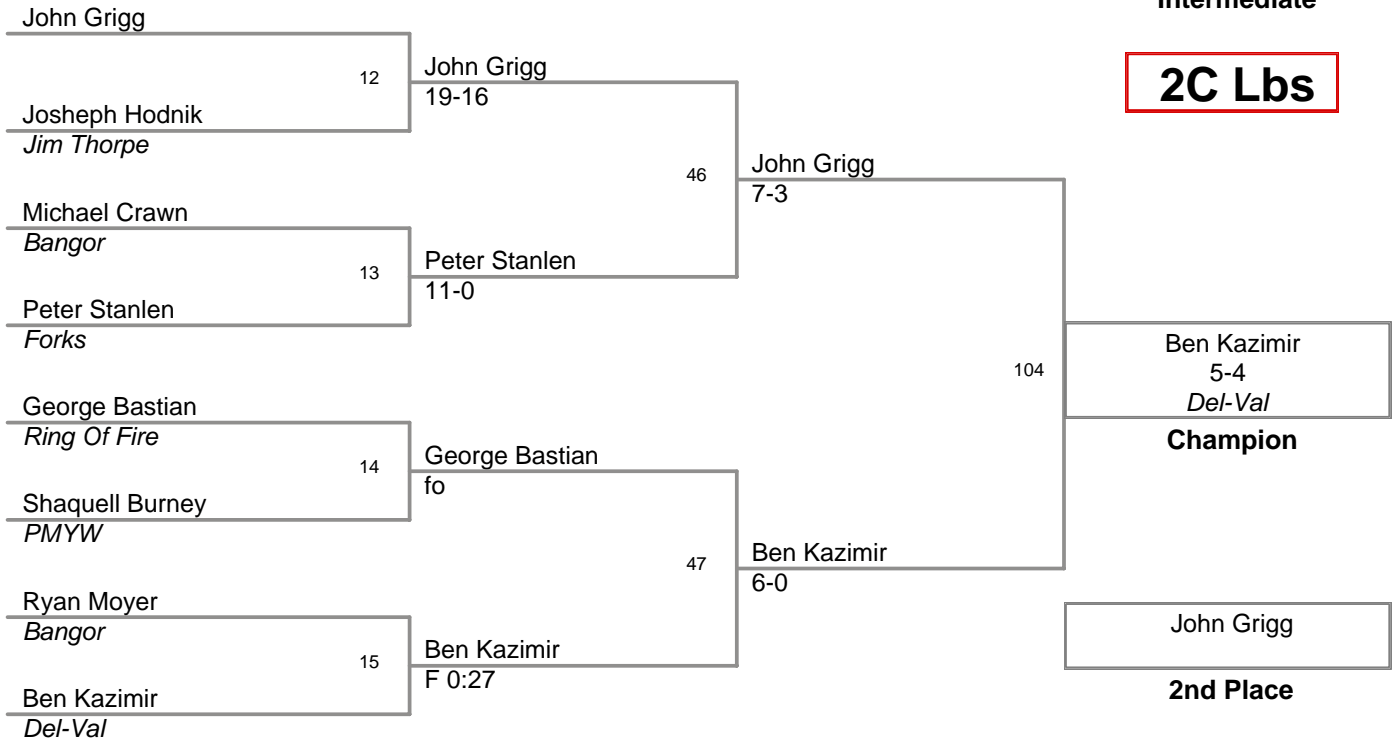 Intermediate
2C Lbs
John Grigg
12
Josheph Hodnik
Jim Thorpe
John Grigg
19-16
Michael Crawn
Bangor
13
Peter Stanlen
Forks
Peter Stanlen
11-0
46
John Grigg
7-3
George Bastian
Ring Of Fire
14
Shaquell Burney
PMYW
George Bastian
fo
Ryan Moyer
Bangor
15
Ben Kazimir
Del-Val
Ben Kazimir
F 0:27
47
Ben Kazimir
6-0
104
Ben Kazimir
5-4
Del-Val
Champion
John Grigg
2nd Place